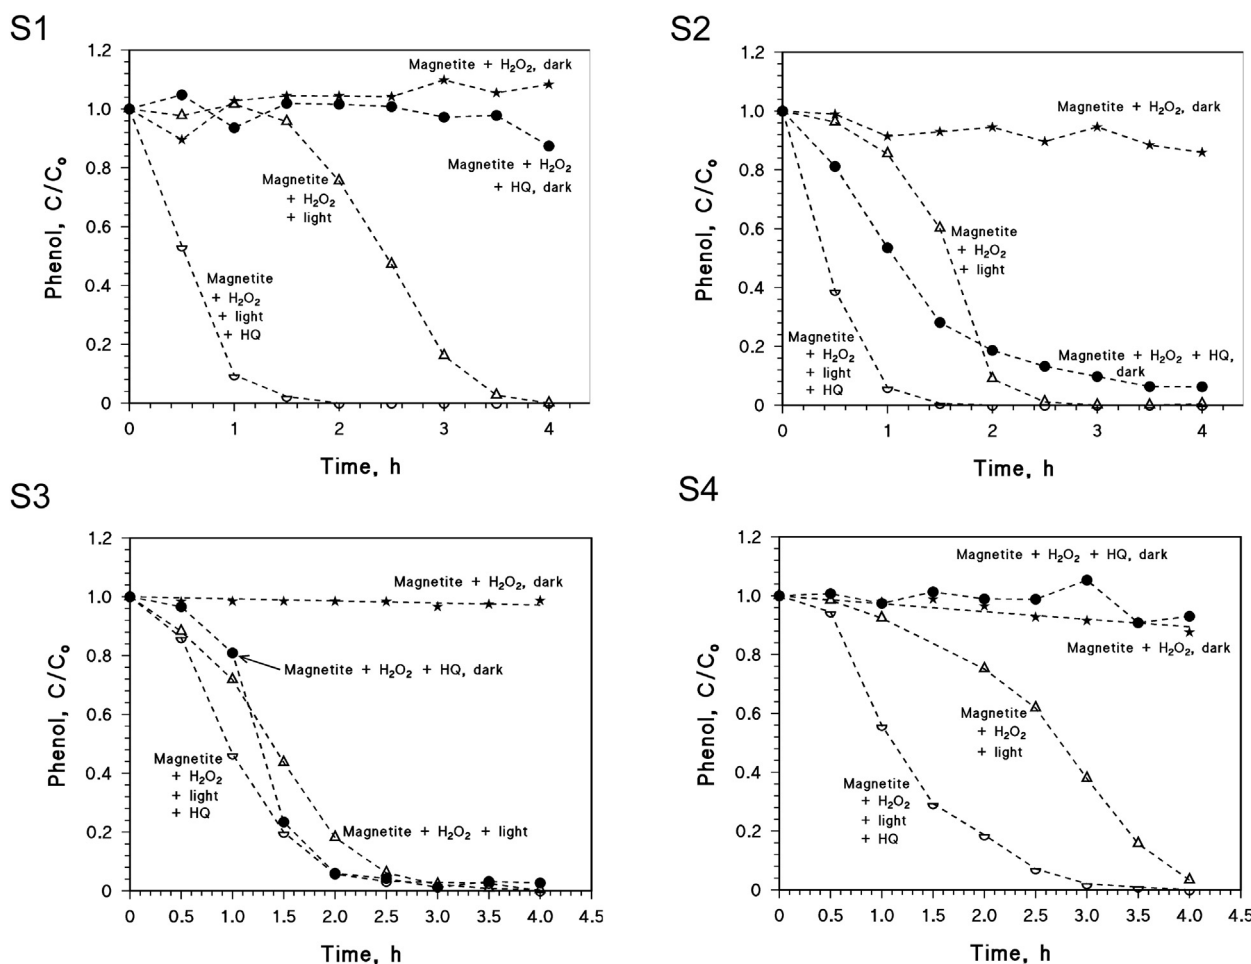 S1
1.2
1.0
0.8
0.6
0.4
0.2
0
Phenol, C/C₀
Magnetite + H₂O₂, dark
Magnetite + H₂O₂
+ HQ, dark
Magnetite
+ H₂O₂
+ light
Magnetite
+ H₂O₂
+ light
+ HQ
0 1 2 3 4
Time, h
S2
1.2
1.0
0.8
0.6
0.4
0.2
0
Phenol, C/C₀
Magnetite + H₂O₂, dark
Magnetite
+ H₂O₂
+ light
Magnetite
+ H₂O₂
+ light
+ HQ
Magnetite + H₂O₂ + HQ,
dark
0 1 2 3 4
Time, h
S3
1.2
1.0
0.8
0.6
0.4
0.2
0
Phenol, C/C₀
Magnetite + H₂O₂, dark
Magnetite + H₂O₂ + HQ, dark
Magnetite
+ H₂O₂
+ light
+ HQ
Magnetite + H₂O₂ + light
0 0.5 1.0 1.5 2.0 2.5 3.0 3.5 4.0 4.5
Time, h
S4
1.2
1.0
0.8
0.6
0.4
0.2
0
Phenol, C/C₀
Magnetite + H₂O₂ + HQ, dark
Magnetite + H₂O₂, dark
Magnetite
+ H₂O₂
+ light
Magnetite
+ H₂O₂
+ light
+ HQ
0 0.5 1.0 1.5 2.0 2.5 3.0 3.5 4.0 4.5
Time, h